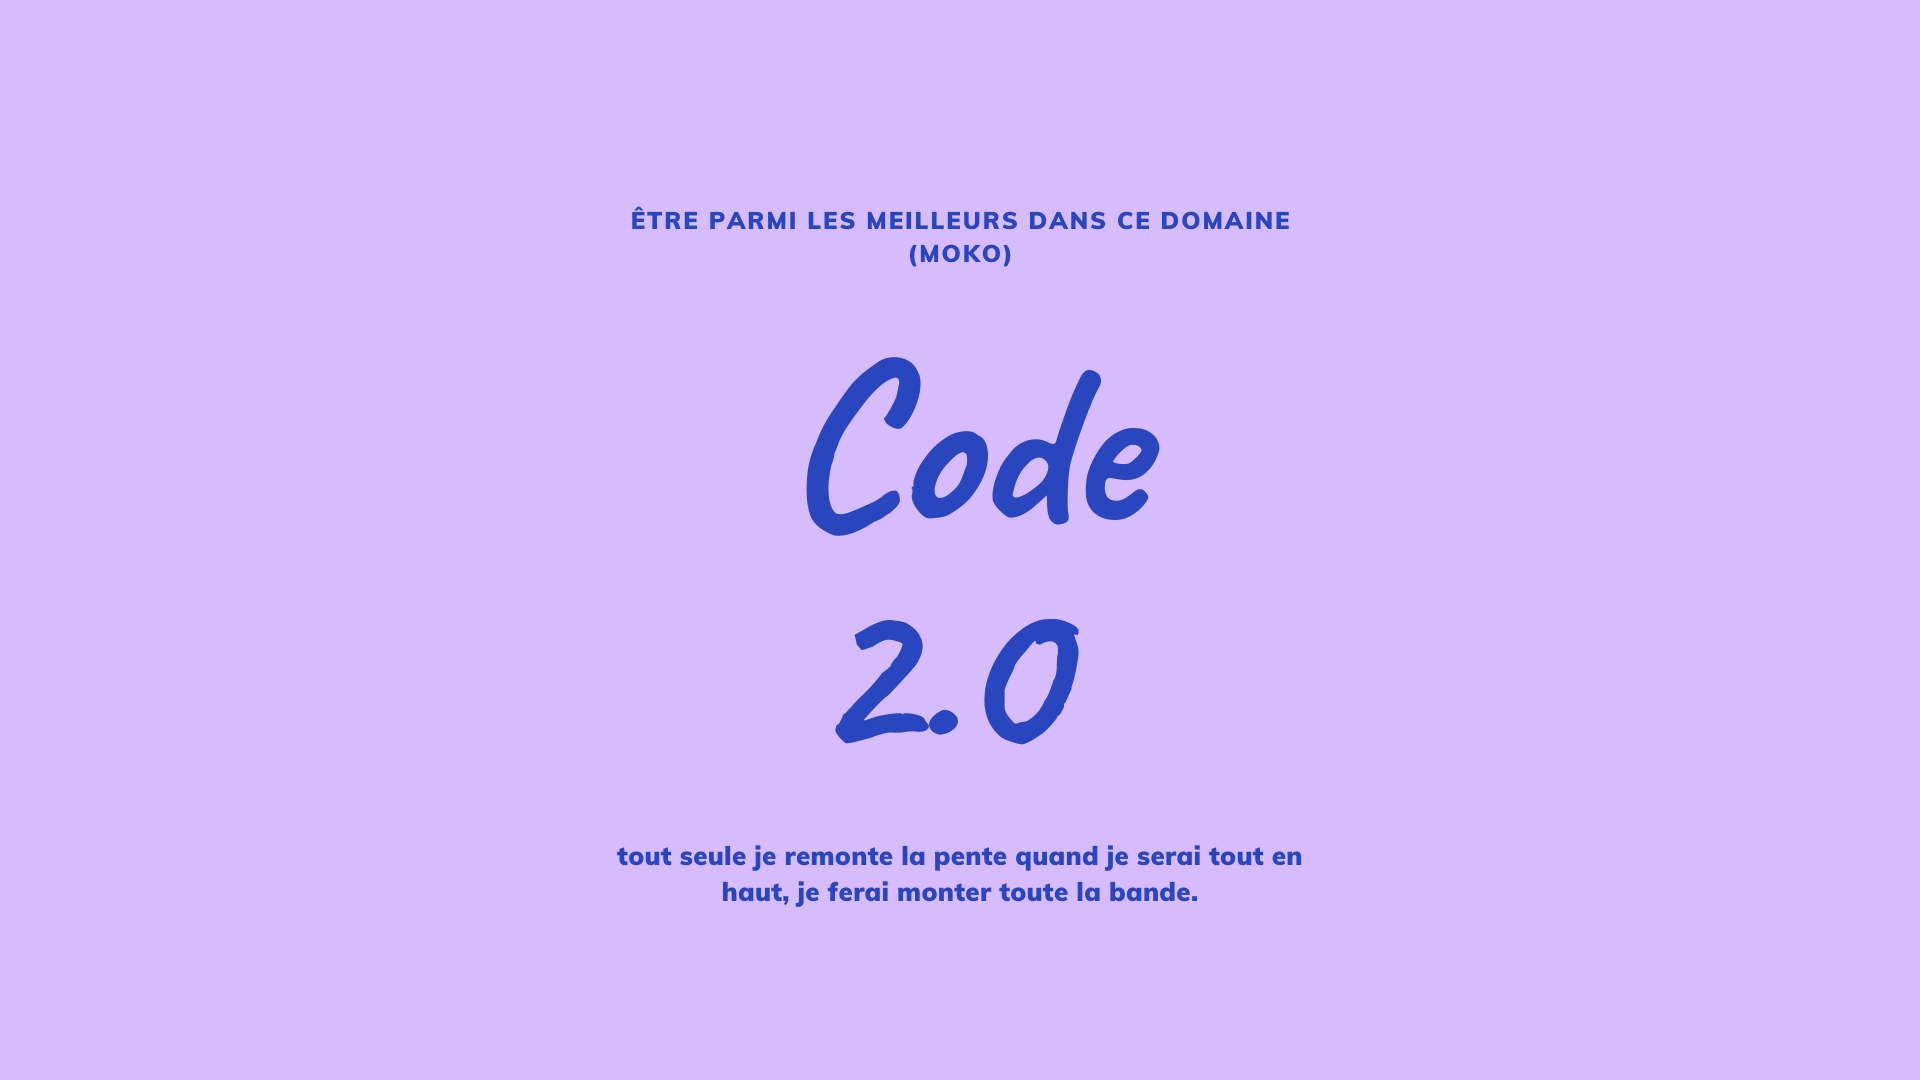 ÊTRE PARMI LES MEILLEURS DANS CE DOMAINE
(MOKO)
Code
2.0
tout seule je remonte la pente quand je serai tout en
haut, je ferai monter toute la bande.